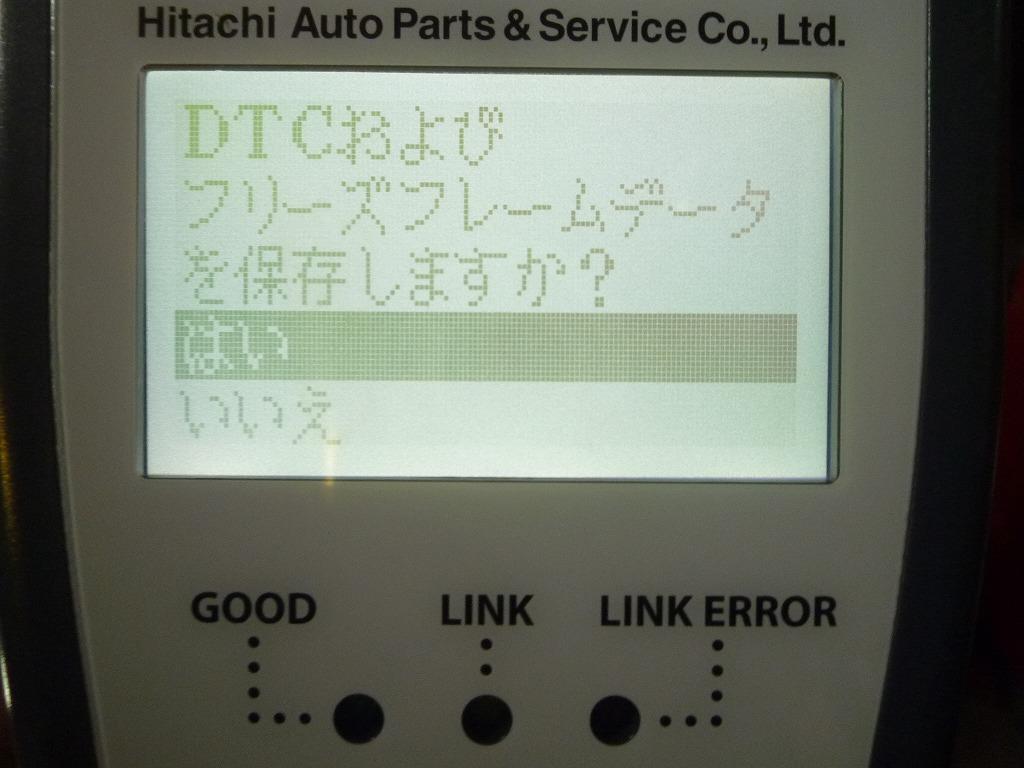 Hitachi Auto Parts & Service Co., Ltd.
DTCおよび
フリーズフレームデータ
を保存しますか？
はい
いいえ
GOOD
LINK
LINK ERROR